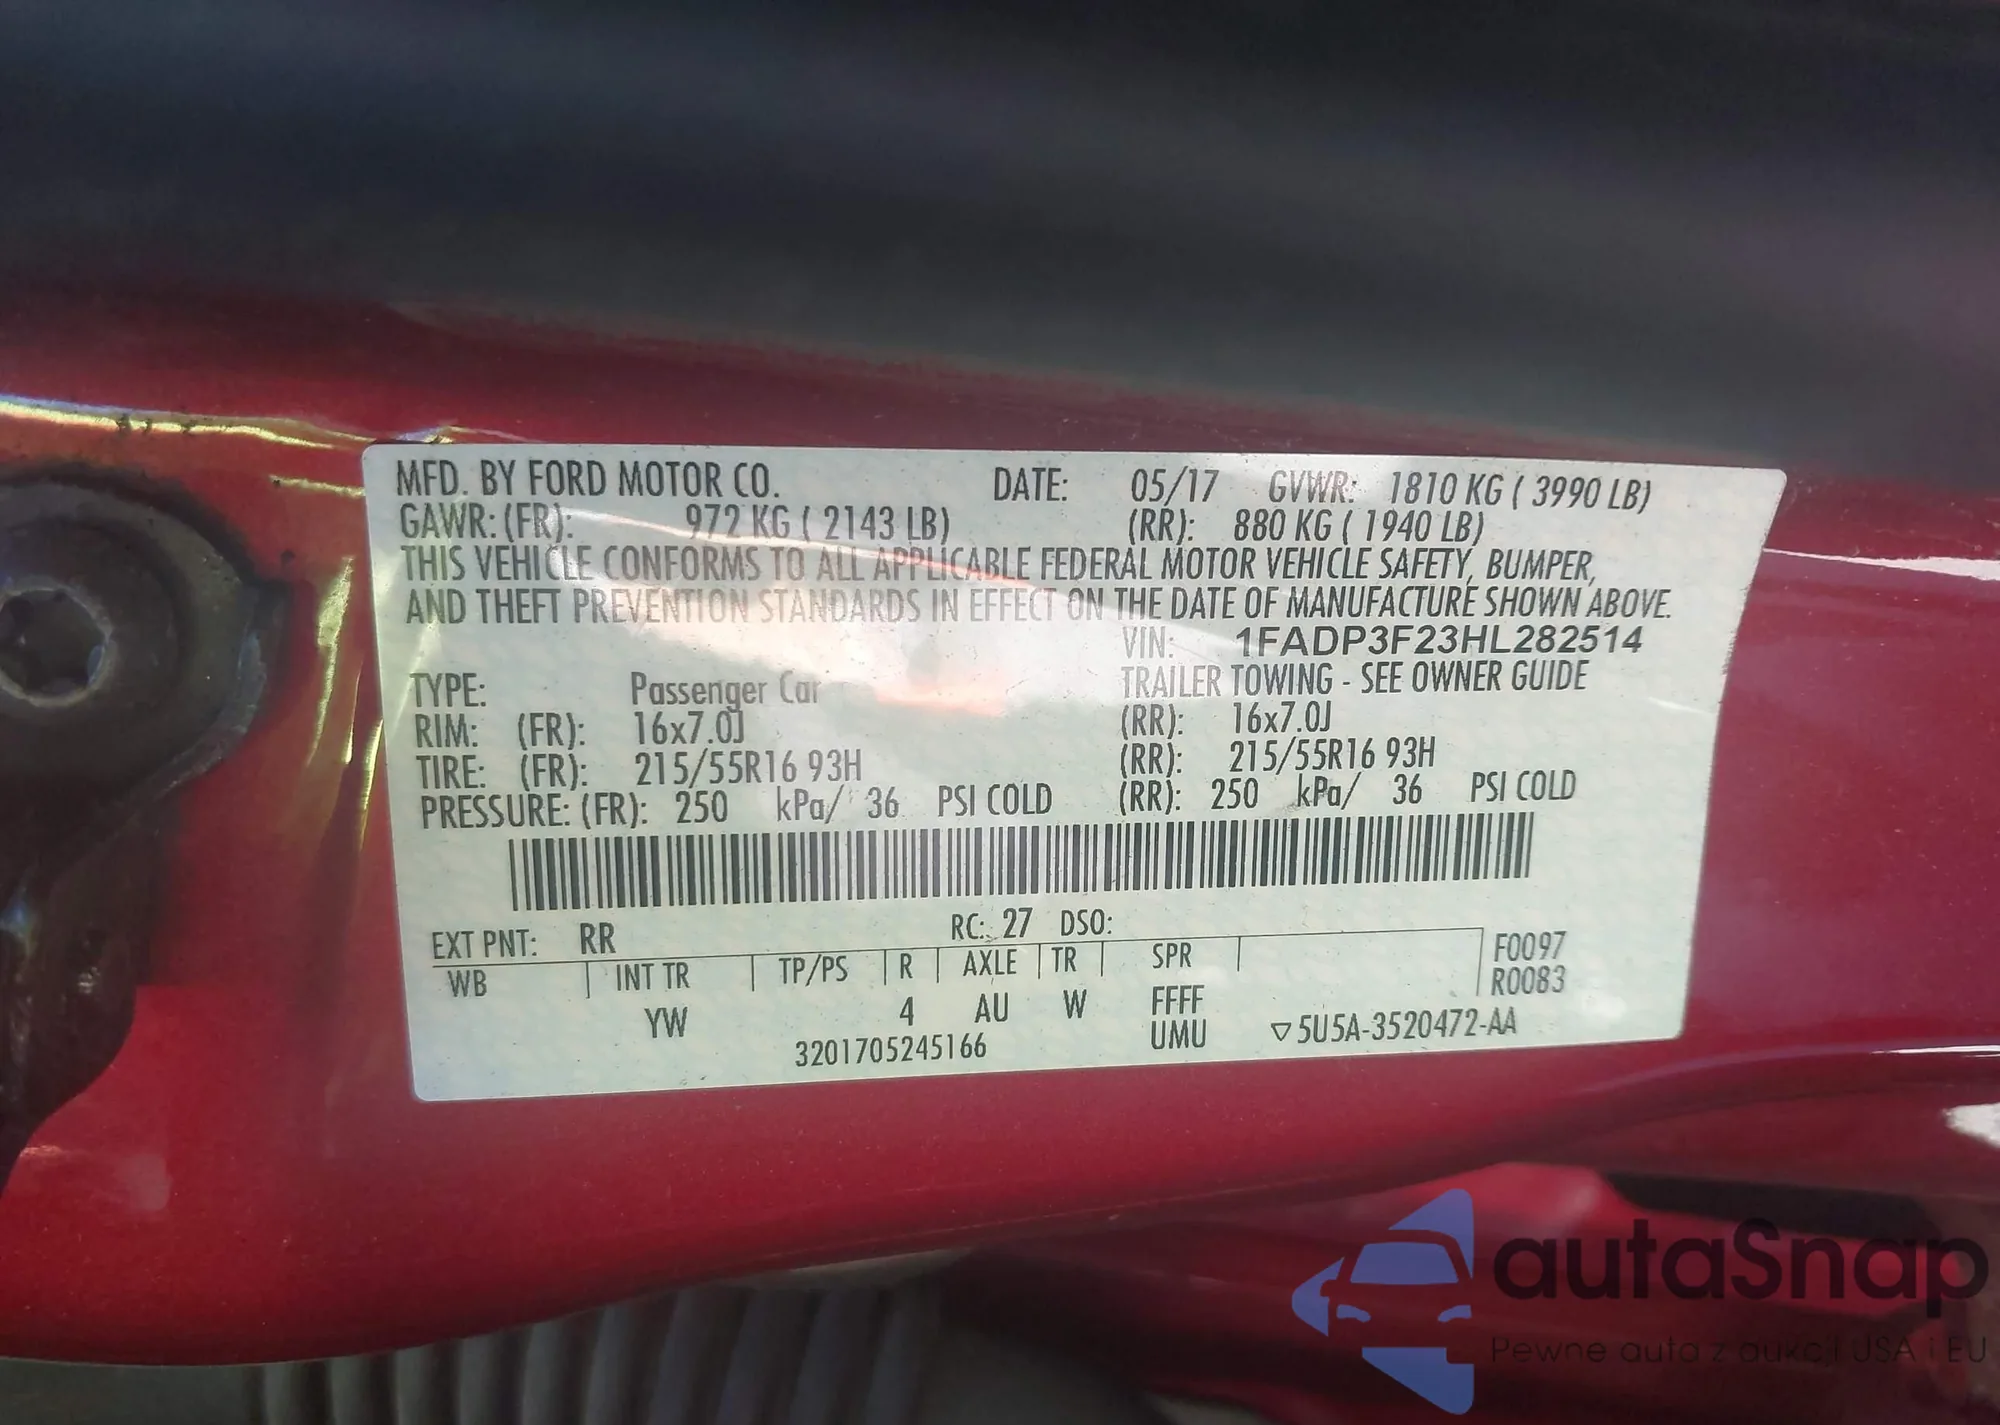 MFD. BY FORD MOTOR CO. DATE: 05/17 GVWR: 1810 KG ( 3990 LB)
GAWR: (FR): 972 KG ( 2143 LB) (RR): 880 KG ( 1940 LB)
THIS VEHICLE CONFORMS TO ALL APPLICABLE FEDERAL MOTOR VEHICLE SAFETY, BUMPER,
AND THEFT PREVENTION STANDARDS IN EFFECT ON THE DATE OF MANUFACTURE SHOWN ABOVE.
VIN: 1FADP3F23HL282514
TYPE: Passenger Car TRAILER TOWING - SEE OWNER GUIDE
RIM: (FR): 16x7.0J (RR): 16x7.0J
TIRE: (FR): 215/55R16 93H (RR): 215/55R16 93H
PRESSURE: (FR): 250 kPa/ 36 PSI COLD (RR): 250 kPa/ 36 PSI COLD
EXT PNT: RR RC: 27 DSO:
WB INT TR TP/PS R AXLE TR SPR F0097
R0083
YW 4 AU W FFFF
3201705245166 UMU ▽5U5A-3520472-AA
autaSnap
Pewne auta z aukcji USA i EU